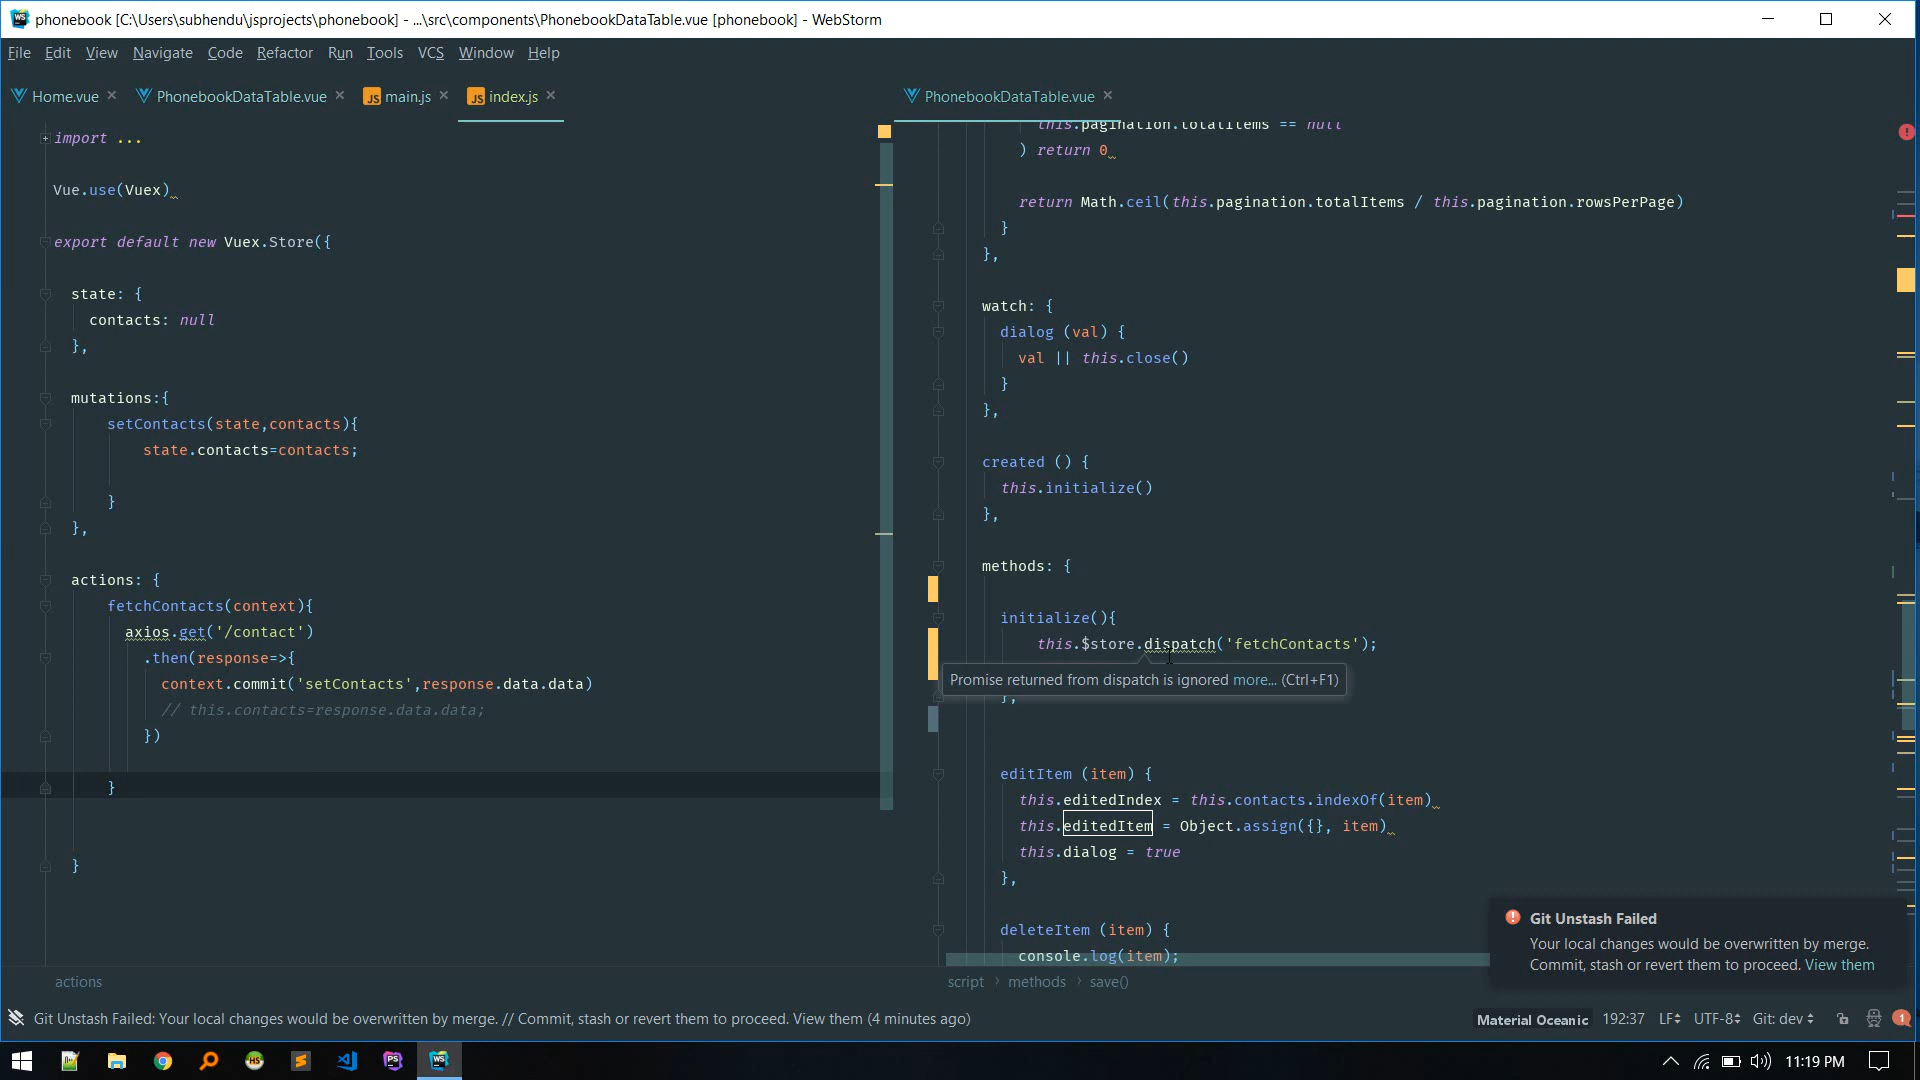 phonebook [C:\Users\subhendu\jsprojects\phonebook] - ...\src\components\PhonebookDataTable.vue [phonebook] - WebStorm
File Edit View Navigate Code Refactor Run Tools VCS Window Help
Home.vue PhonebookDataTable.vue main.js index.js
import ...
Vue.use(Vuex)
export default new Vuex.Store({
state: {
contacts: null
},
mutations:{
setContacts(state,contacts){
state.contacts=contacts;
}
},
actions: {
fetchContacts(context){
axios.get('/contact')
.then(response=>{
context.commit('setContacts',response.data.data)
// this.contacts=response.data.data;
})
}
}
actions
PhonebookDataTable.vue
this.pagination.totalItems == null
) return 0
return Math.ceil(this.pagination.totalItems / this.pagination.rowsPerPage)
}
},
watch: {
dialog (val) {
val || this.close()
}
},
created () {
this.initialize()
},
methods: {
initialize(){
this.$store.dispatch('fetchContacts');
Promise returned from dispatch is ignored more... (Ctrl+F1)
},
editItem (item) {
this.editedIndex = this.contacts.indexOf(item)
this.editedItem = Object.assign({}, item)
this.dialog = true
},
deleteItem (item) {
console.log(item);
script › methods › save()
Git Unstash Failed
Your local changes would be overwritten by merge.
Commit, stash or revert them to proceed. View them
Git Unstash Failed: Your local changes would be overwritten by merge. // Commit, stash or revert them to proceed. View them (4 minutes ago)
Material Oceanic 192:37 LF UTF-8 Git: dev 1
11:19 PM